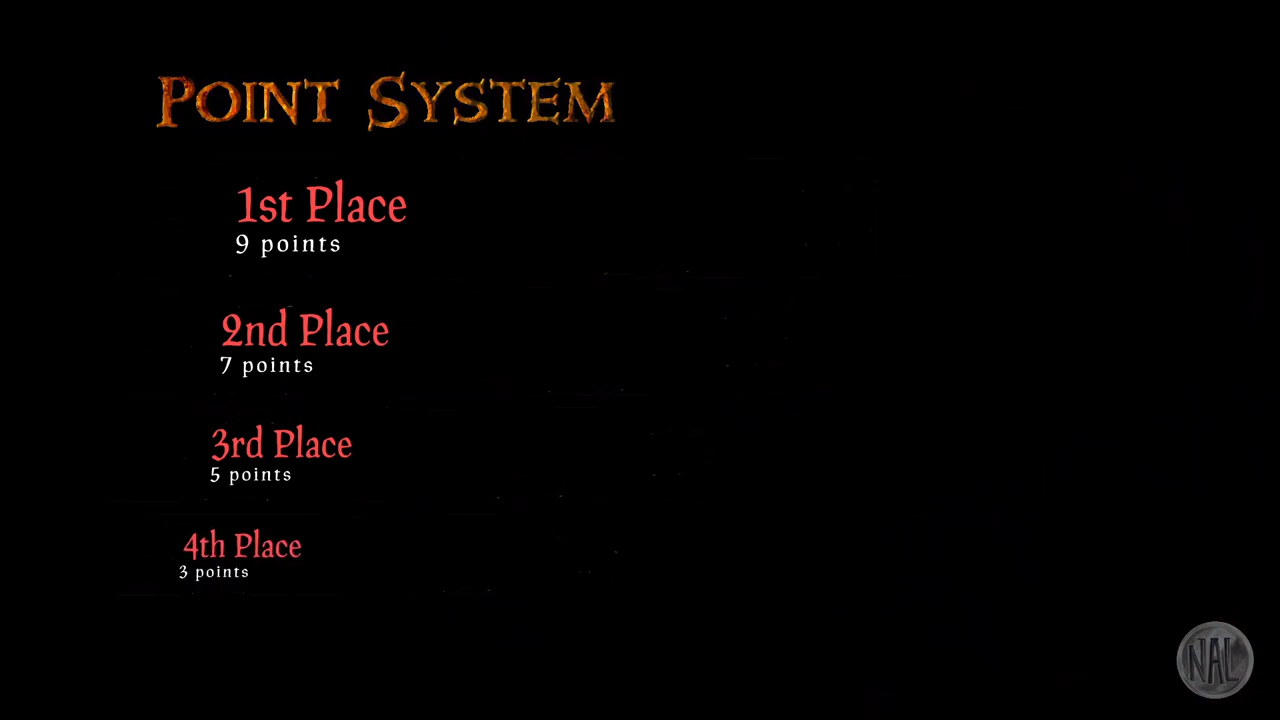 Point System
1st Place
9 points
2nd Place
7 points
3rd Place
5 points
4th Place
3 points
NAL